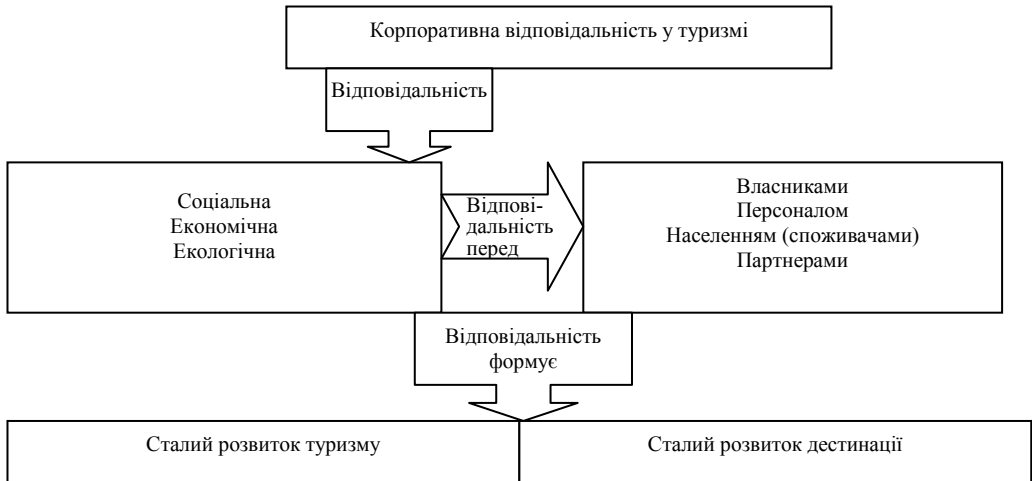 Корпоративна відповідальність у туризмі
Відповідальність
Соціальна
Економічна
Екологічна
Відпові-
дальність
перед
Власниками
Персоналом
Населенням (споживачами)
Партнерами
Відповідальність
формує
Сталий розвиток туризму
Сталий розвиток дестинації